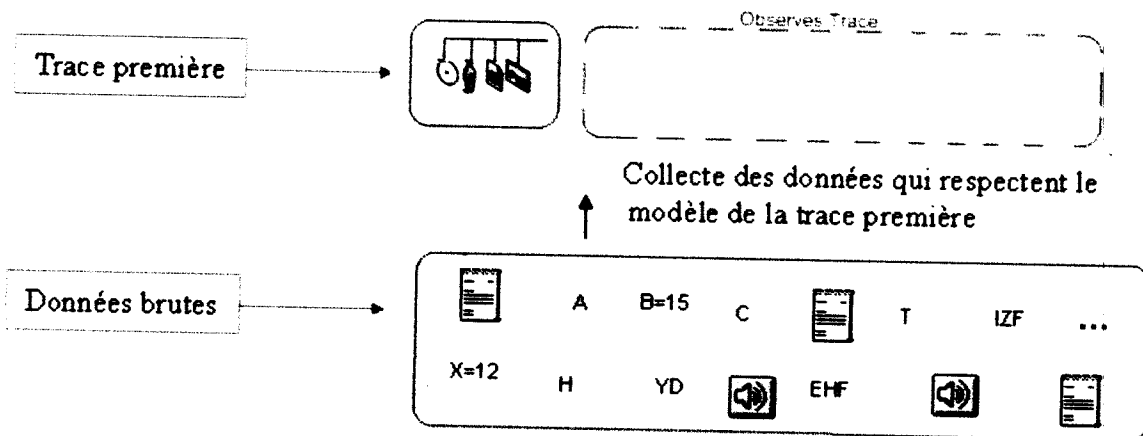 Observes Trace
Trace première
Collecte des données qui respectent le
modèle de la trace première
Données brutes
A B=15 C T IZF ...
X=12 H YD EHF